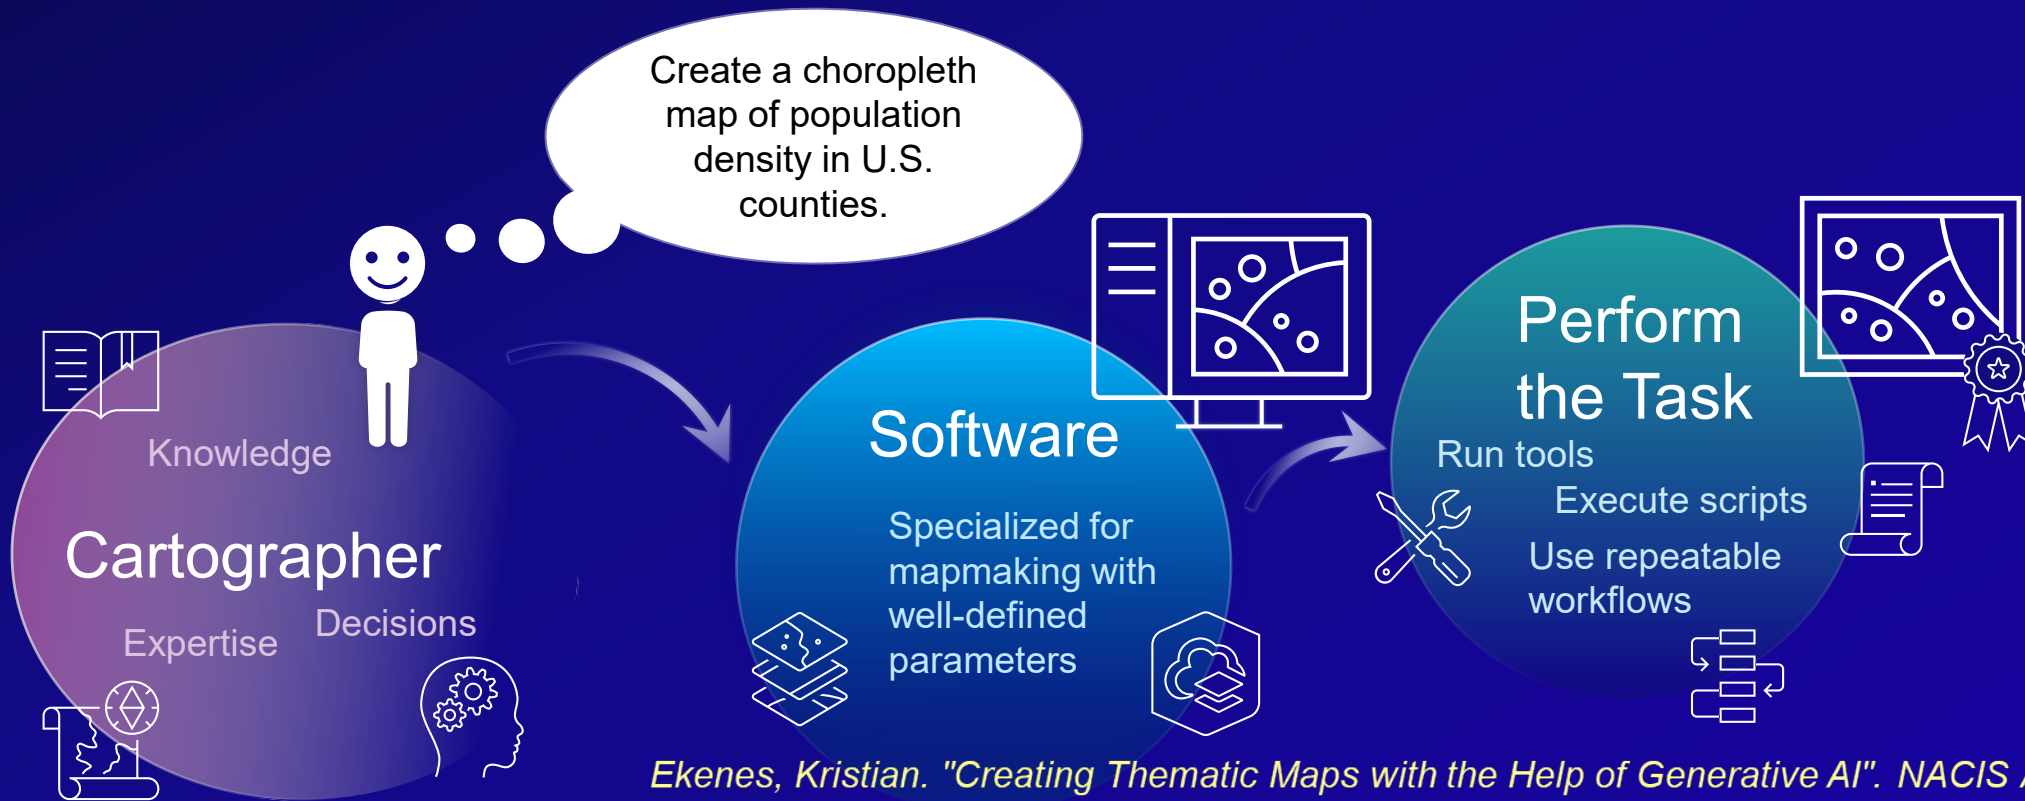 Create a choropleth
map of population
density in U.S.
counties.
Knowledge
Cartographer
Expertise
Decisions
Software
Specialized for
mapmaking with
well-defined
parameters
Perform
the Task
Run tools
Execute scripts
Use repeatable
workflows
Ekenes, Kristian. "Creating Thematic Maps with the Help of Generative AI". NACIS